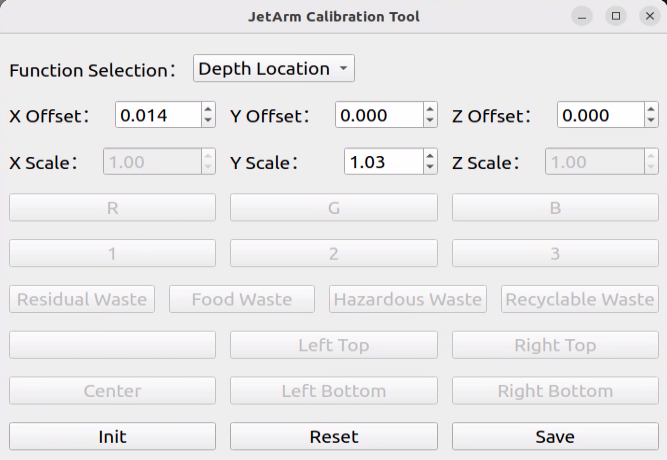 JetArm Calibration Tool
Function Selection： Depth Location
X Offset： 0.014 Y Offset： 0.000 Z Offset： 0.000
X Scale： 1.00 Y Scale： 1.03 Z Scale： 1.00
R G B
1 2 3
Residual Waste Food Waste Hazardous Waste Recyclable Waste
Left Top Right Top
Center Left Bottom Right Bottom
Init Reset Save